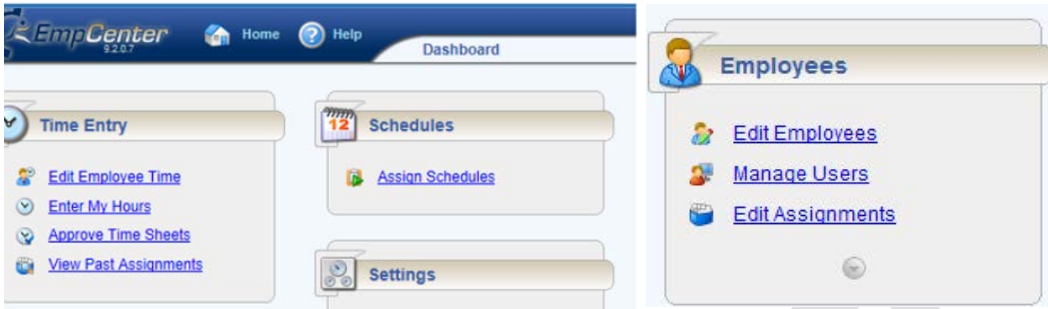 EmpCenter
9.2.0.7
Home
Help
Dashboard
Time Entry
Edit Employee Time
Enter My Hours
Approve Time Sheets
View Past Assignments
12
Schedules
Assign Schedules
Settings
Employees
Edit Employees
Manage Users
Edit Assignments